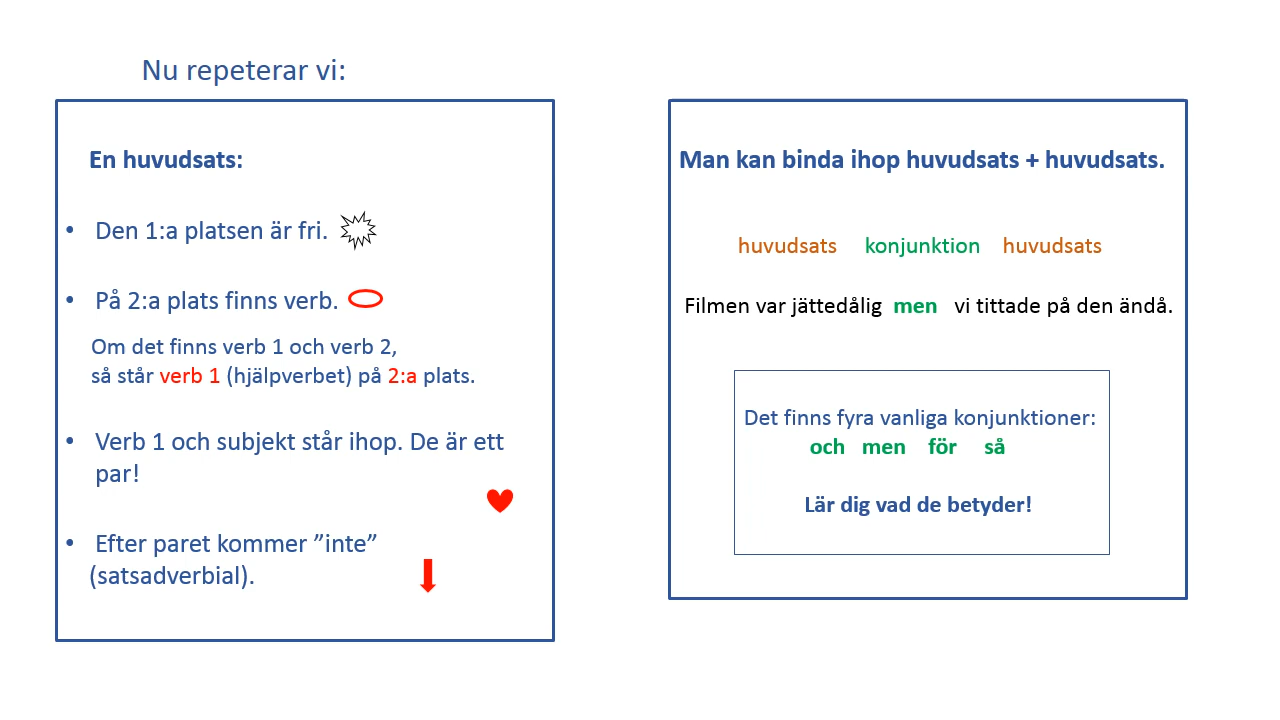 Nu repeterar vi:
En huvudsats:
• Den 1:a platsen är fri.
• På 2:a plats finns verb.
Om det finns verb 1 och verb 2,
så står verb 1 (hjälpverbet) på 2:a plats.
• Verb 1 och subjekt står ihop. De är ett
par!
• Efter paret kommer ”inte”
(satsadverbial).
Man kan binda ihop huvudsats + huvudsats.
huvudsats konjunktion huvudsats
Filmen var jättedålig men vi tittade på den ändå.
Det finns fyra vanliga konjunktioner:
och men för så
Lär dig vad de betyder!